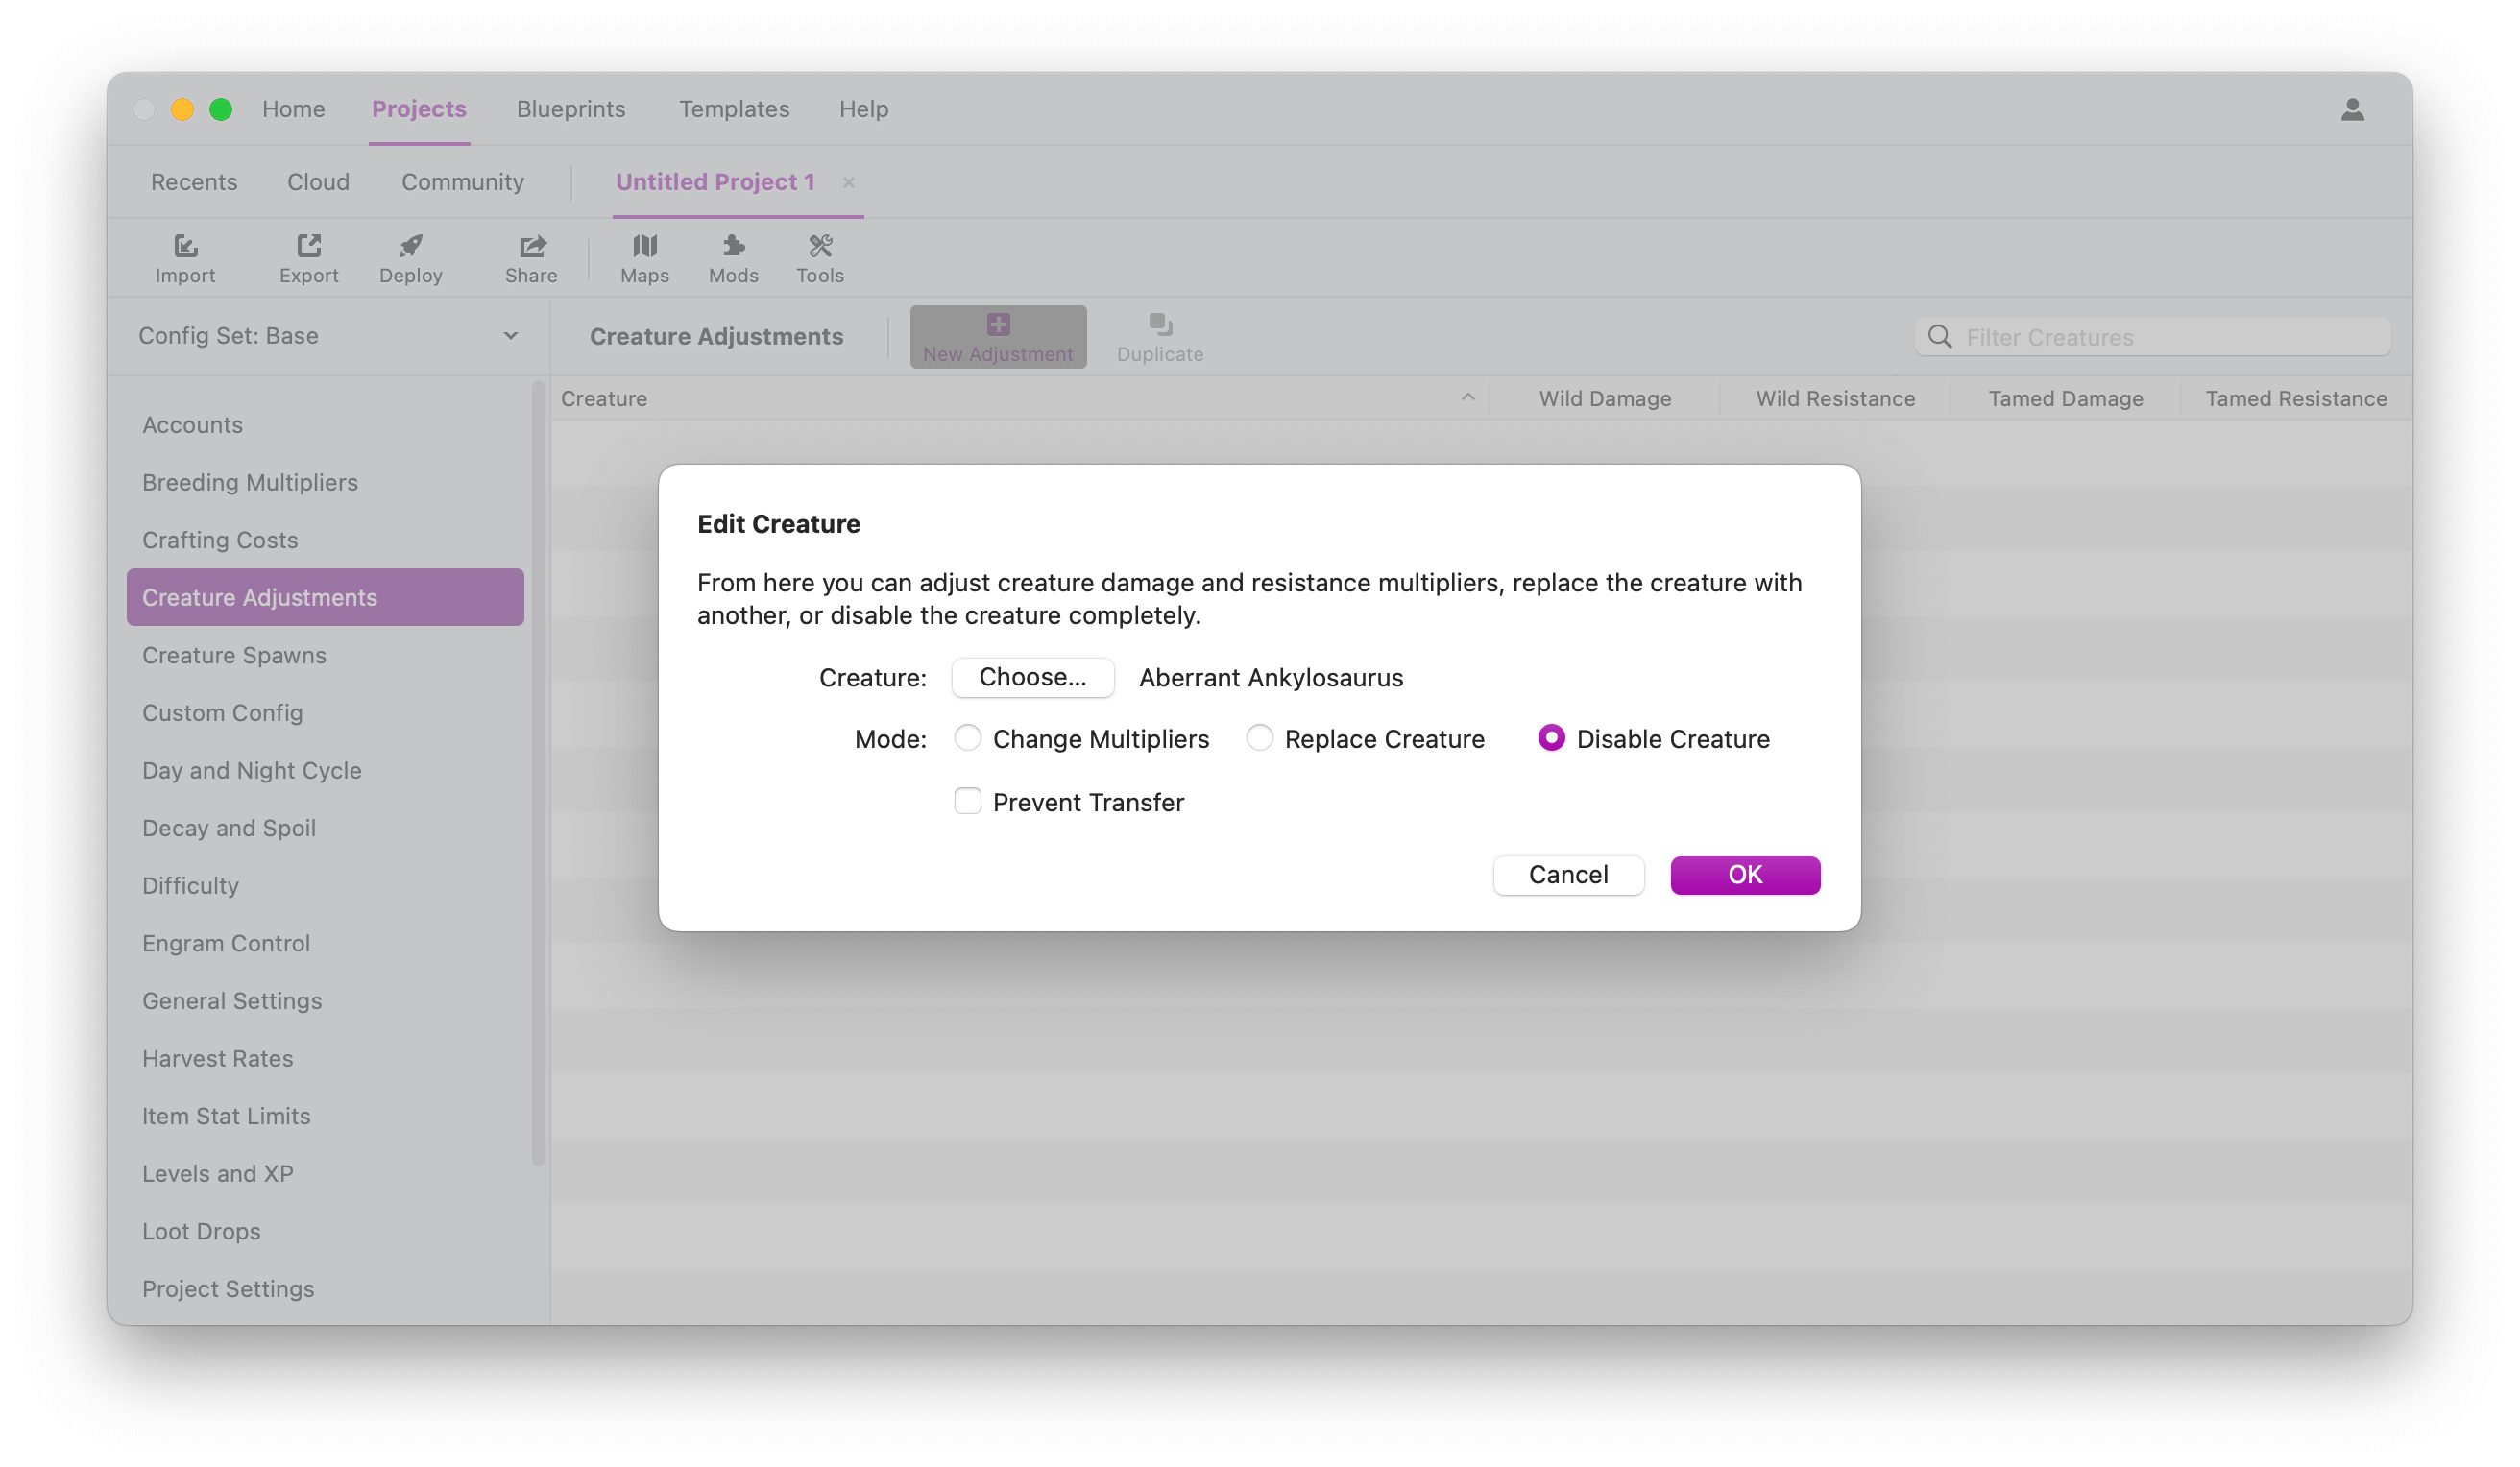 Home Projects Blueprints Templates Help
Recents Cloud Community Untitled Project 1
Import Export Deploy Share Maps Mods Tools
Config Set: Base
Creature Adjustments New Adjustment Duplicate Filter Creatures
Creature Wild Damage Wild Resistance Tamed Damage Tamed Resistance
Accounts
Breeding Multipliers
Crafting Costs
Creature Adjustments
Creature Spawns
Custom Config
Day and Night Cycle
Decay and Spoil
Difficulty
Engram Control
General Settings
Harvest Rates
Item Stat Limits
Levels and XP
Loot Drops
Project Settings
Edit Creature
From here you can adjust creature damage and resistance multipliers, replace the creature with
another, or disable the creature completely.
Creature: Choose... Aberrant Ankylosaurus
Mode: Change Multipliers Replace Creature Disable Creature
Prevent Transfer
Cancel OK